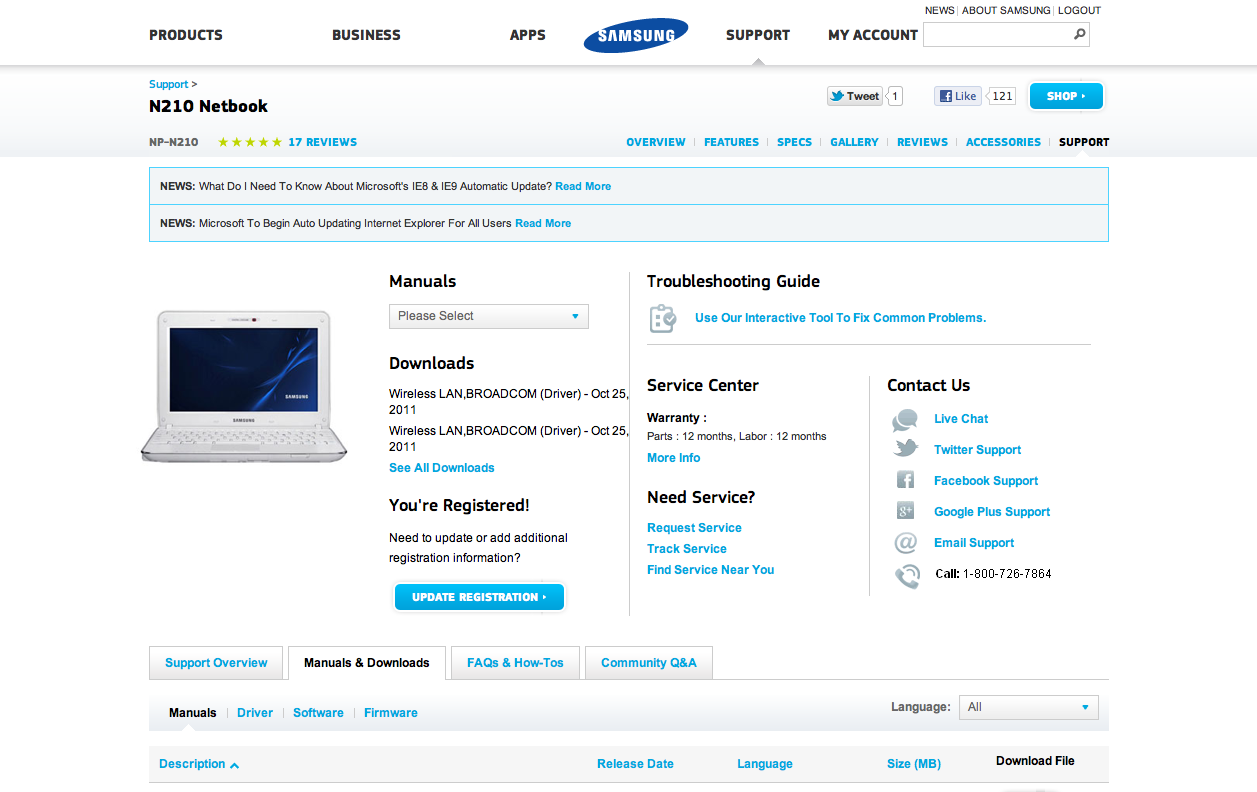 NEWS | ABOUT SAMSUNG | LOGOUT
PRODUCTS BUSINESS APPS SAMSUNG SUPPORT MY ACCOUNT
Support >
N210 Netbook
Tweet 1 Like 121 SHOP
NP-N210 17 REVIEWS OVERVIEW FEATURES SPECS GALLERY REVIEWS ACCESSORIES SUPPORT
NEWS: What Do I Need To Know About Microsoft's IE8 & IE9 Automatic Update? Read More
NEWS: Microsoft To Begin Auto Updating Internet Explorer For All Users Read More
SAMSUNG
SAMSUNG
Manuals
Please Select
Downloads
Wireless LAN,BROADCOM (Driver) - Oct 25,
2011
Wireless LAN,BROADCOM (Driver) - Oct 25,
2011
See All Downloads
You're Registered!
Need to update or add additional
registration information?
UPDATE REGISTRATION
Troubleshooting Guide
Use Our Interactive Tool To Fix Common Problems.
Service Center
Warranty :
Parts : 12 months, Labor : 12 months
More Info
Need Service?
Request Service
Track Service
Find Service Near You
Contact Us
Live Chat
Twitter Support
Facebook Support
Google Plus Support
Email Support
Call: 1-800-726-7864
Support Overview Manuals & Downloads FAQs & How-Tos Community Q&A
Manuals Driver Software Firmware Language: All
Description Release Date Language Size (MB) Download File